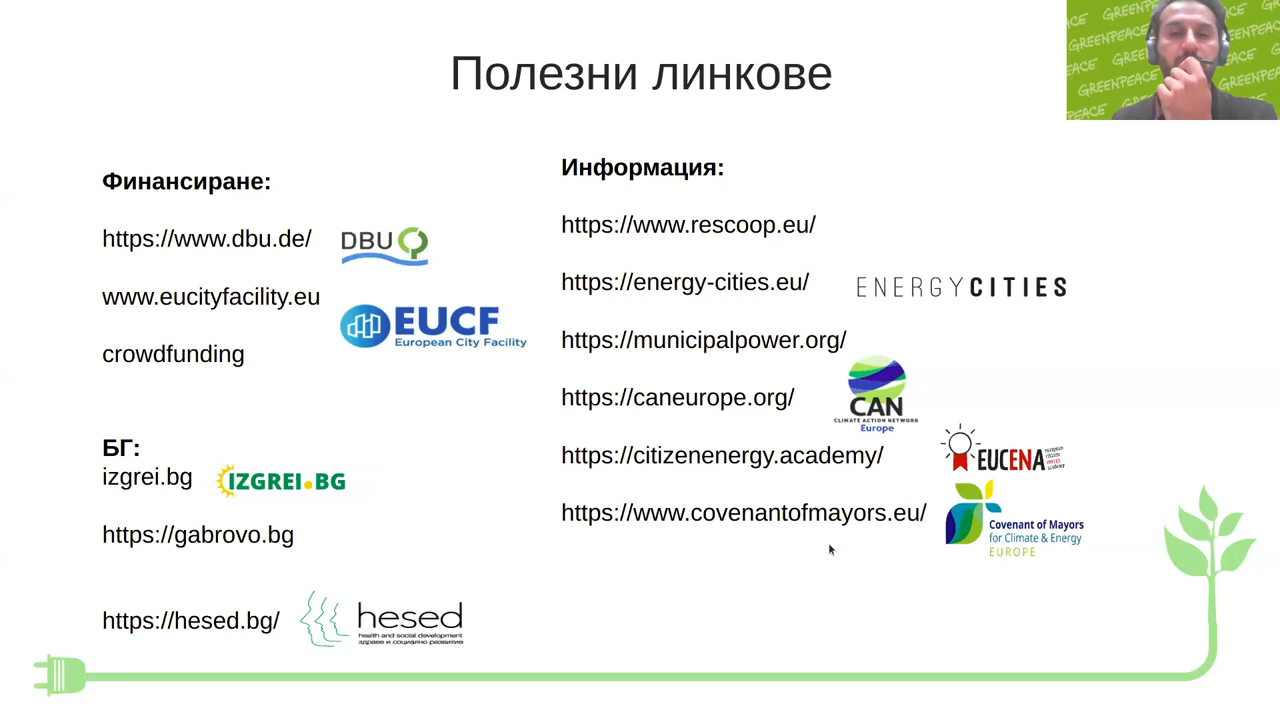 Полезни линкове
GREENPEACE
Финансиране:
https://www.dbu.de/
DBU
www.eucityfacility.eu
EUCF
European City Facility
crowdfunding
БГ:
izgrei.bg
IZGREI.BG
https://gabrovo.bg
https://hesed.bg/
hesed
health and social development
здраве и социално развитие
Информация:
https://www.rescoop.eu/
https://energy-cities.eu/
ENERGYCITIES
https://municipalpower.org/
https://caneurope.org/
CAN
CLIMATE ACTION NETWORK
Europe
https://citizenenergy.academy/
EUCENA
https://www.covenantofmayors.eu/
Covenant of Mayors
for Climate & Energy
EUROPE